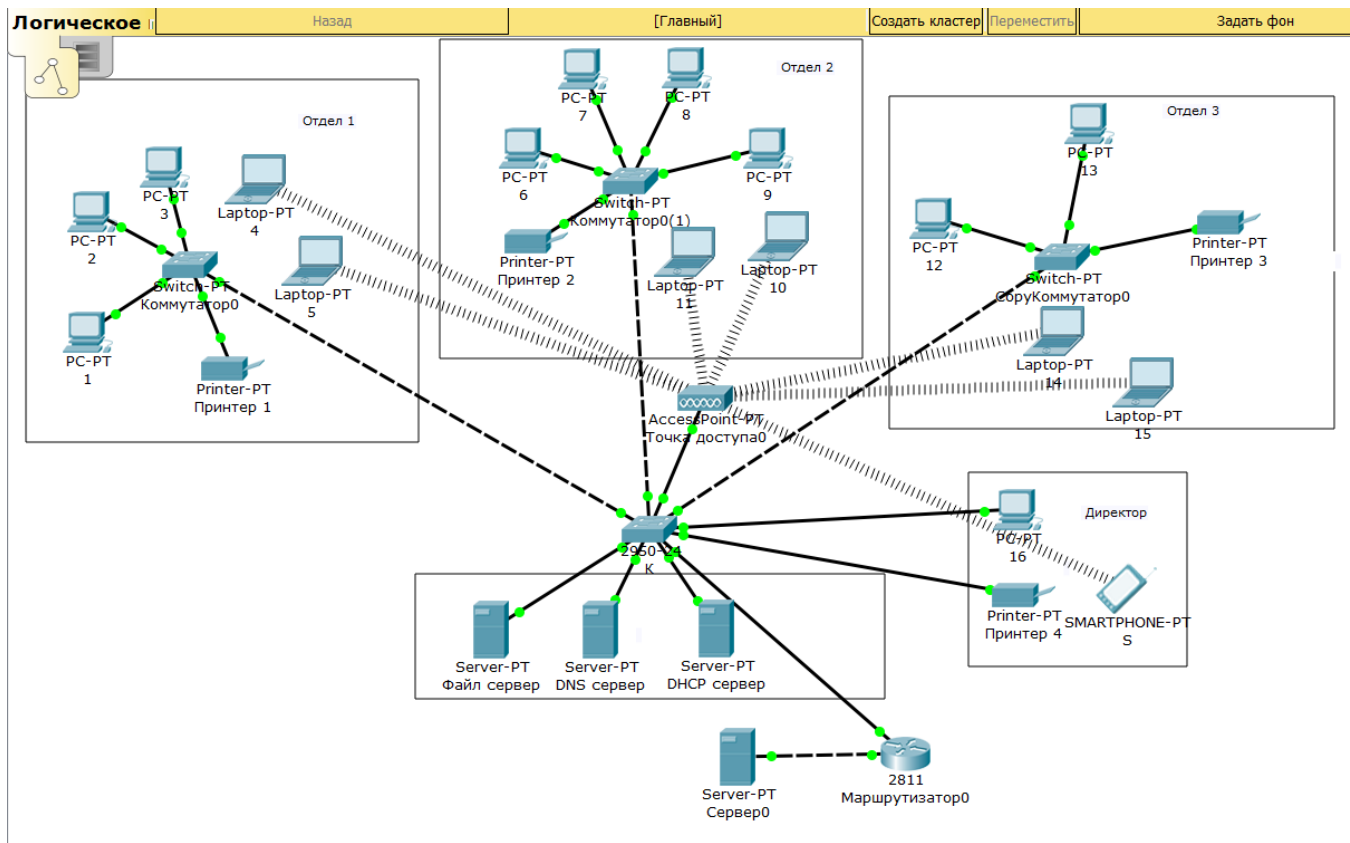 Логическое
Назад
[Главный]
Создать кластер
Переместить
Задать фон
Отдел 1
PC-PT
3
Laptop-PT
4
PC-PT
2
Laptop-PT
5
Switch-PT
Коммутатор0
PC-PT
1
Printer-PT
Принтер 1
Отдел 2
PC-PT
7
PC-PT
8
PC-PT
6
PC-PT
9
Switch-PT
Коммутатор0(1)
Printer-PT
Принтер 2
Laptop-PT
11
Laptop-PT
10
Отдел 3
PC-PT
13
PC-PT
12
Printer-PT
Принтер 3
Switch-PT
CopyКоммутатор0
Laptop-PT
14
Laptop-PT
15
AccessPoint-PT
Точка доступа0
2950-24
К
Директор
PC-PT
16
Printer-PT
Принтер 4
SMARTPHONE-PT
S
Server-PT
Файл сервер
Server-PT
DNS сервер
Server-PT
DHCP сервер
Server-PT
Сервер0
2811
Маршрутизатор0